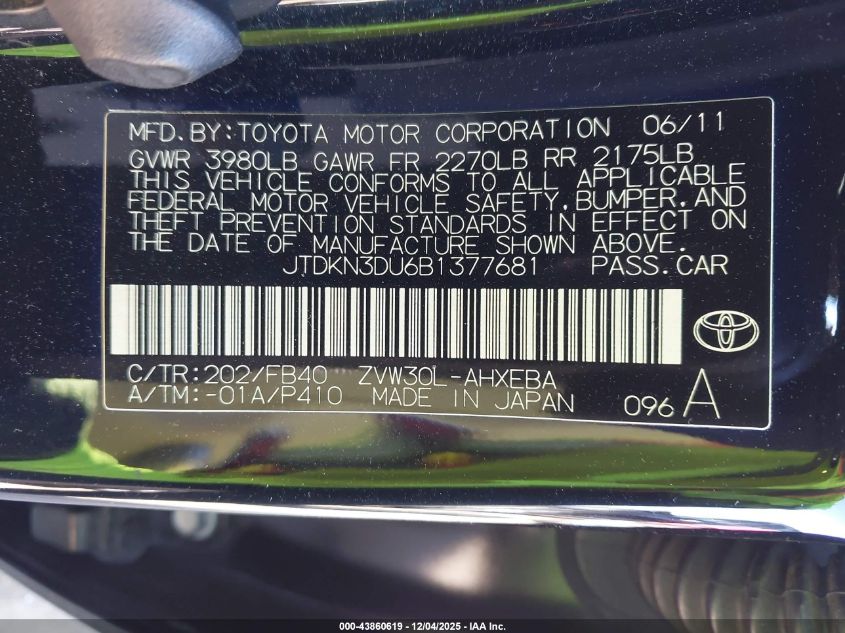 MFD.BY:TOYOTA MOTOR CORPORATION 06/11
GVWR 3980LB GAWR FR 2270LB RR 2175LB
THIS VEHICLE CONFORMS TO ALL APPLICABLE
FEDERAL MOTOR VEHICLE SAFETY,BUMPER,AND
THEFT PREVENTION STANDARDS IN EFFECT ON
THE DATE OF MANUFACTURE SHOWN ABOVE.
JTDKN3DU6B1377681 PASS.CAR
C/TR:202/FB40 ZVW30L-AHXEBA
A/TM:-01A/P410 MADE IN JAPAN 096 A
000-43860619 - 12/04/2025 - IAA Inc.